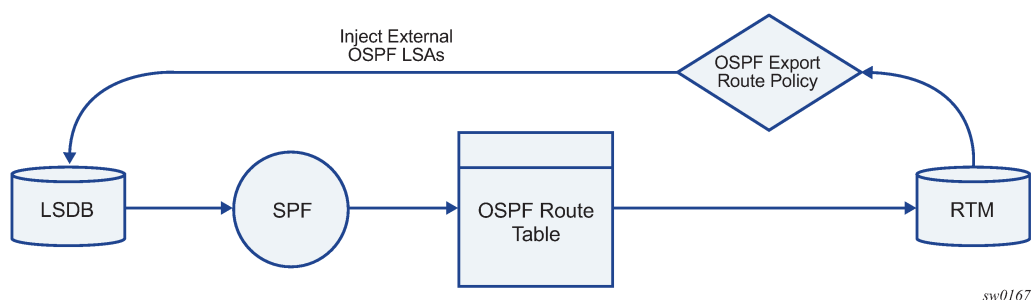 Inject External
OSPF LSAs
OSPF Export
Route Policy
LSDB
SPF
OSPF Route
Table
RTM
sw0167